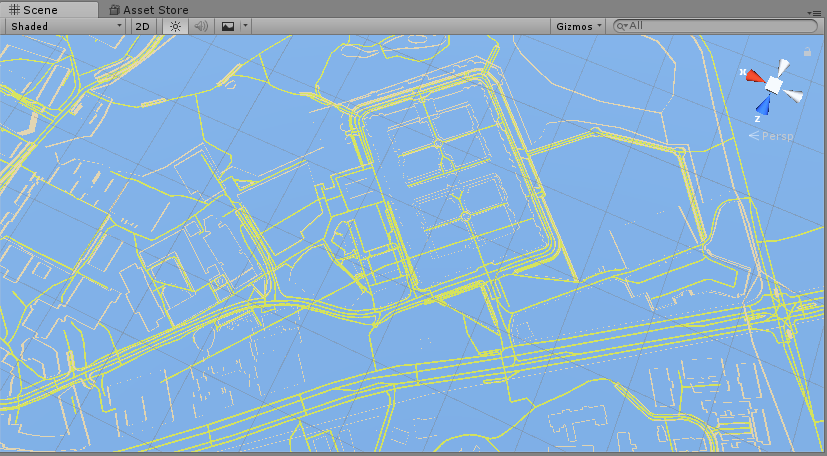 Scene Asset Store
Shaded 2D Gizmos All
x
z
Persp